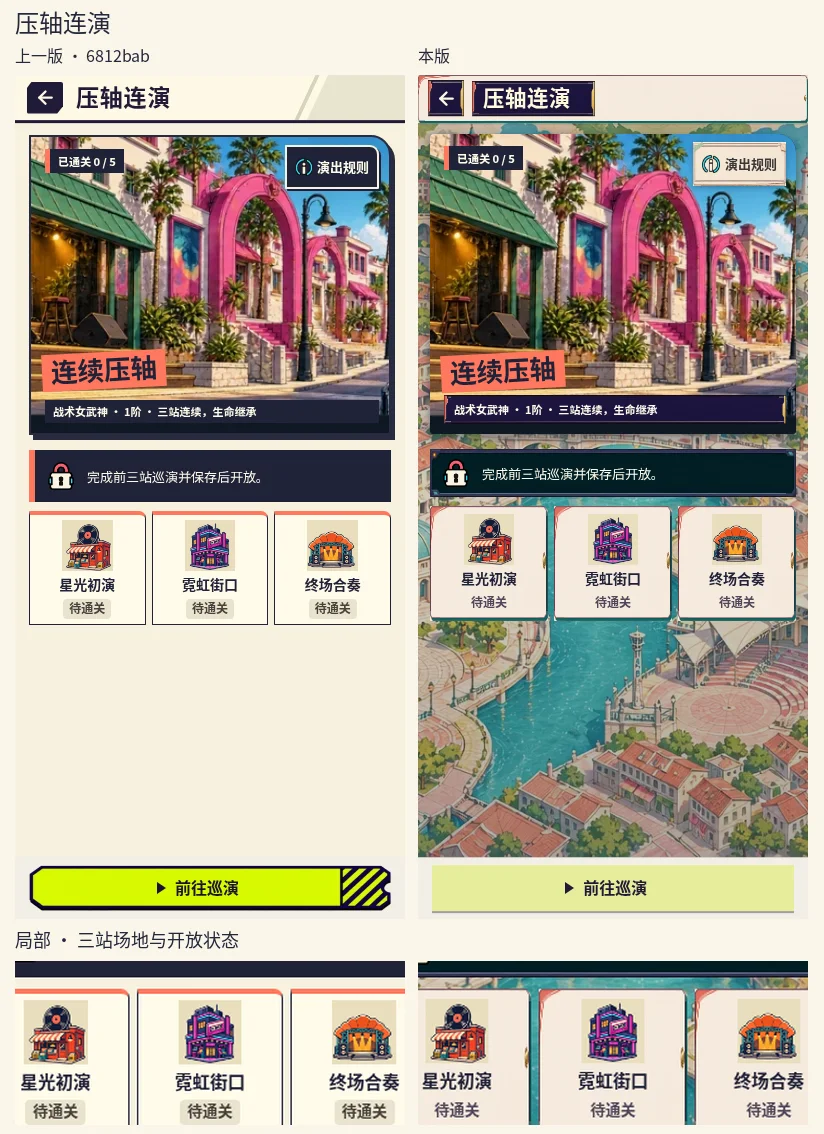 压轴连演
上一版 · 6812bab
本版
压轴连演
已通关 0 / 5
演出规则
连续压轴
战术女武神 · 1阶 · 三站连续，生命继承
完成前三站巡演并保存后开放。
星光初演
霓虹街口
终场合奏
待通关
待通关
待通关
前往巡演
压轴连演
已通关 0 / 5
演出规则
连续压轴
战术女武神 · 1阶 · 三站连续，生命继承
完成前三站巡演并保存后开放。
星光初演
霓虹街口
终场合奏
待通关
待通关
待通关
前往巡演
局部 · 三站场地与开放状态
星光初演
霓虹街口
终场合奏
待通关
待通关
待通关
星光初演
霓虹街口
终场合奏
待通关
待通关
待通关